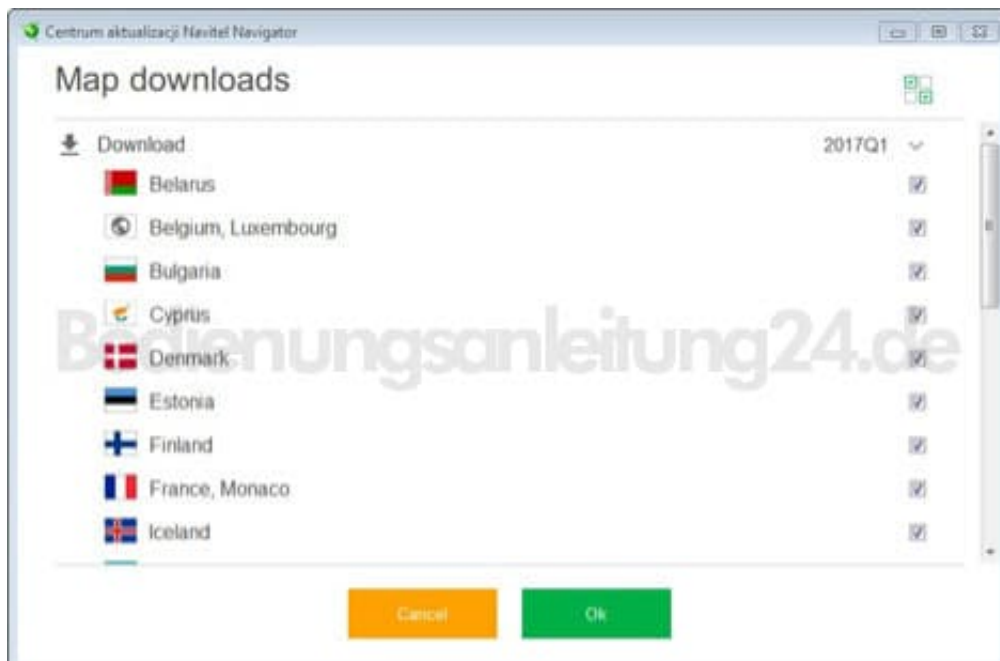 Centrum aktualizacji Navitel Navigator
Map downloads
Download 2017Q1
Belarus
Belgium, Luxembourg
Bulgaria
Cyprus
Bedienungsanleitung24.de
Denmark
Estonia
Finland
France, Monaco
Iceland
Cancel Ok